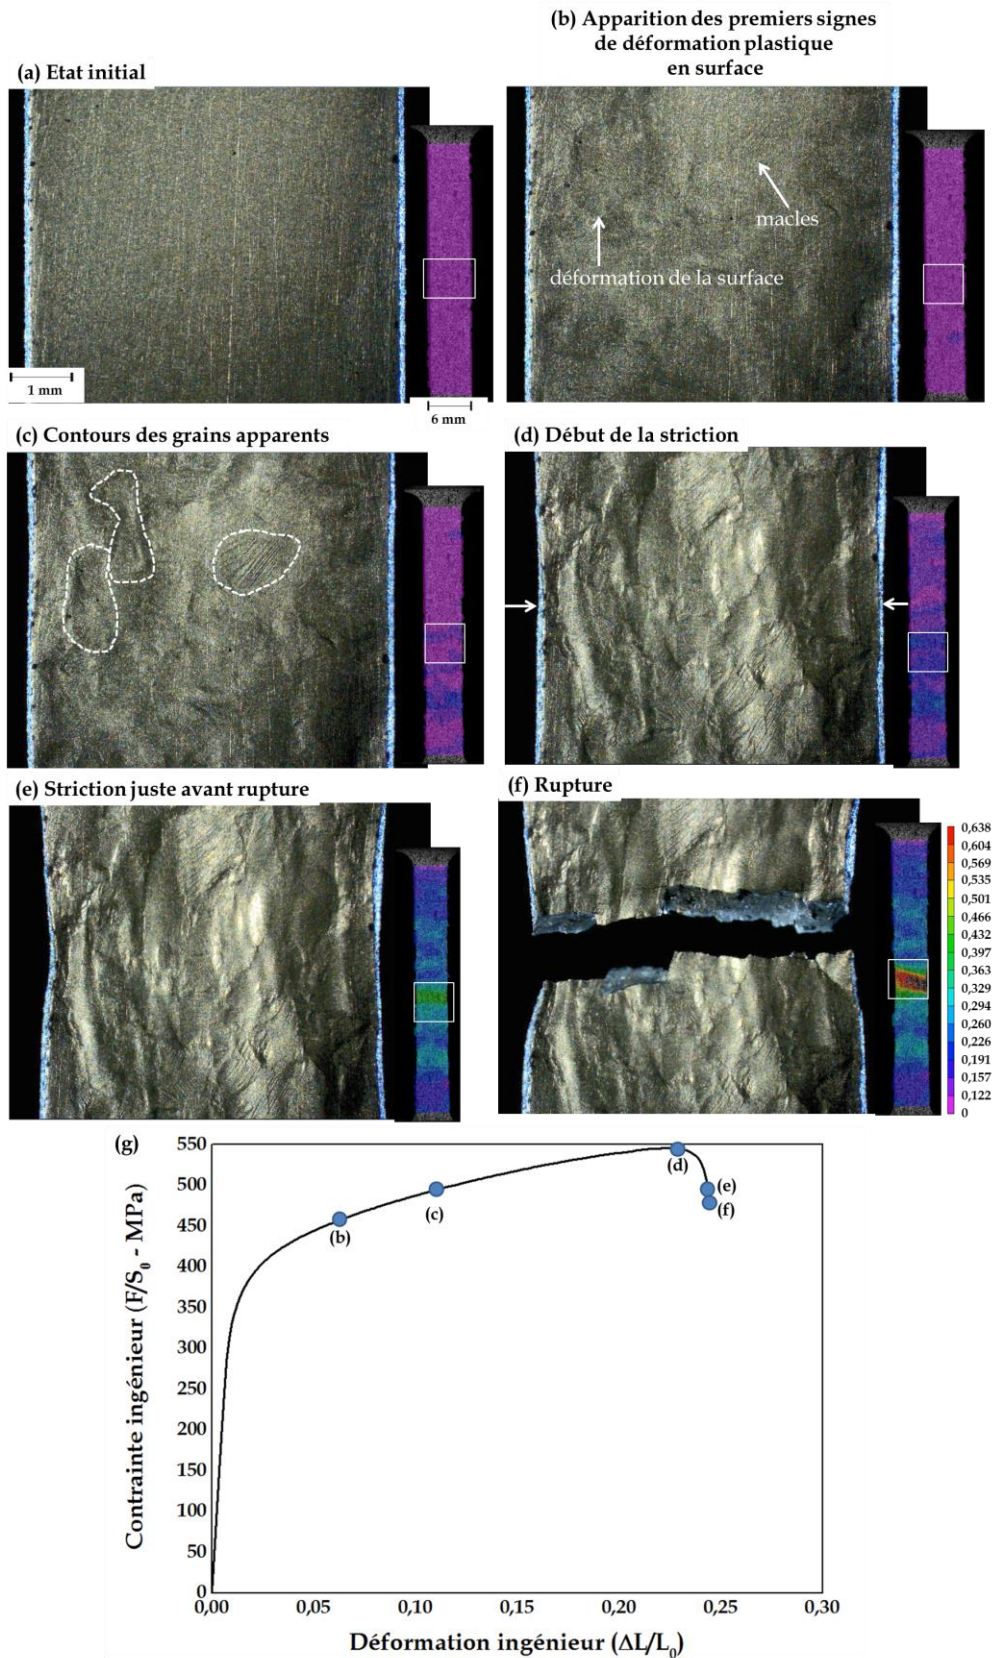 (b) Apparition des premiers signes
de déformation plastique
en surface
(a) Etat initial
macles
déformation de la surface
1 mm
6 mm
(c) Contours des grains apparents
(d) Début de la striction
(e) Striction juste avant rupture
(f) Rupture
0,638
0,604
0,569
0,535
0,501
0,466
0,432
0,397
0,363
0,329
0,294
0,260
0,226
0,191
0,157
0,122
0
(g)
Contrainte ingénieur (F/S₀ - MPa)
550
500
450
400
350
300
250
200
150
100
50
0
(b)
(c)
(d)
(e)
(f)
0,00
0,05
0,10
0,15
0,20
0,25
0,30
Déformation ingénieur (ΔL/L₀)